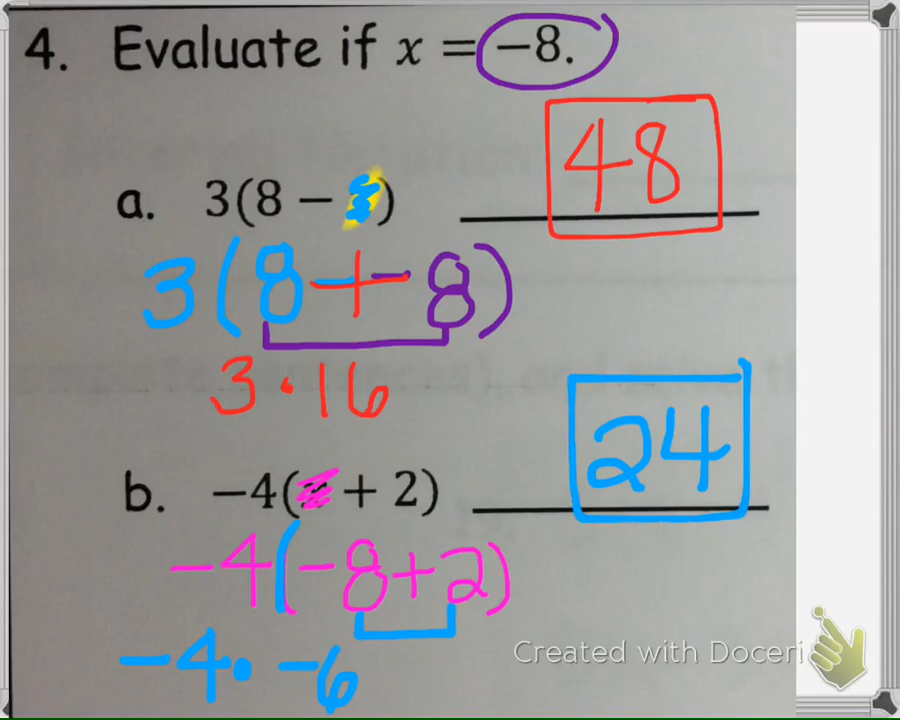 4. Evaluate if x = −8.
48
a. 3(8 − )
3(8 + 8)
3 · 16
24
b. −4( + 2)
−4(−8+2)
−4 · −6
Created with Doceri